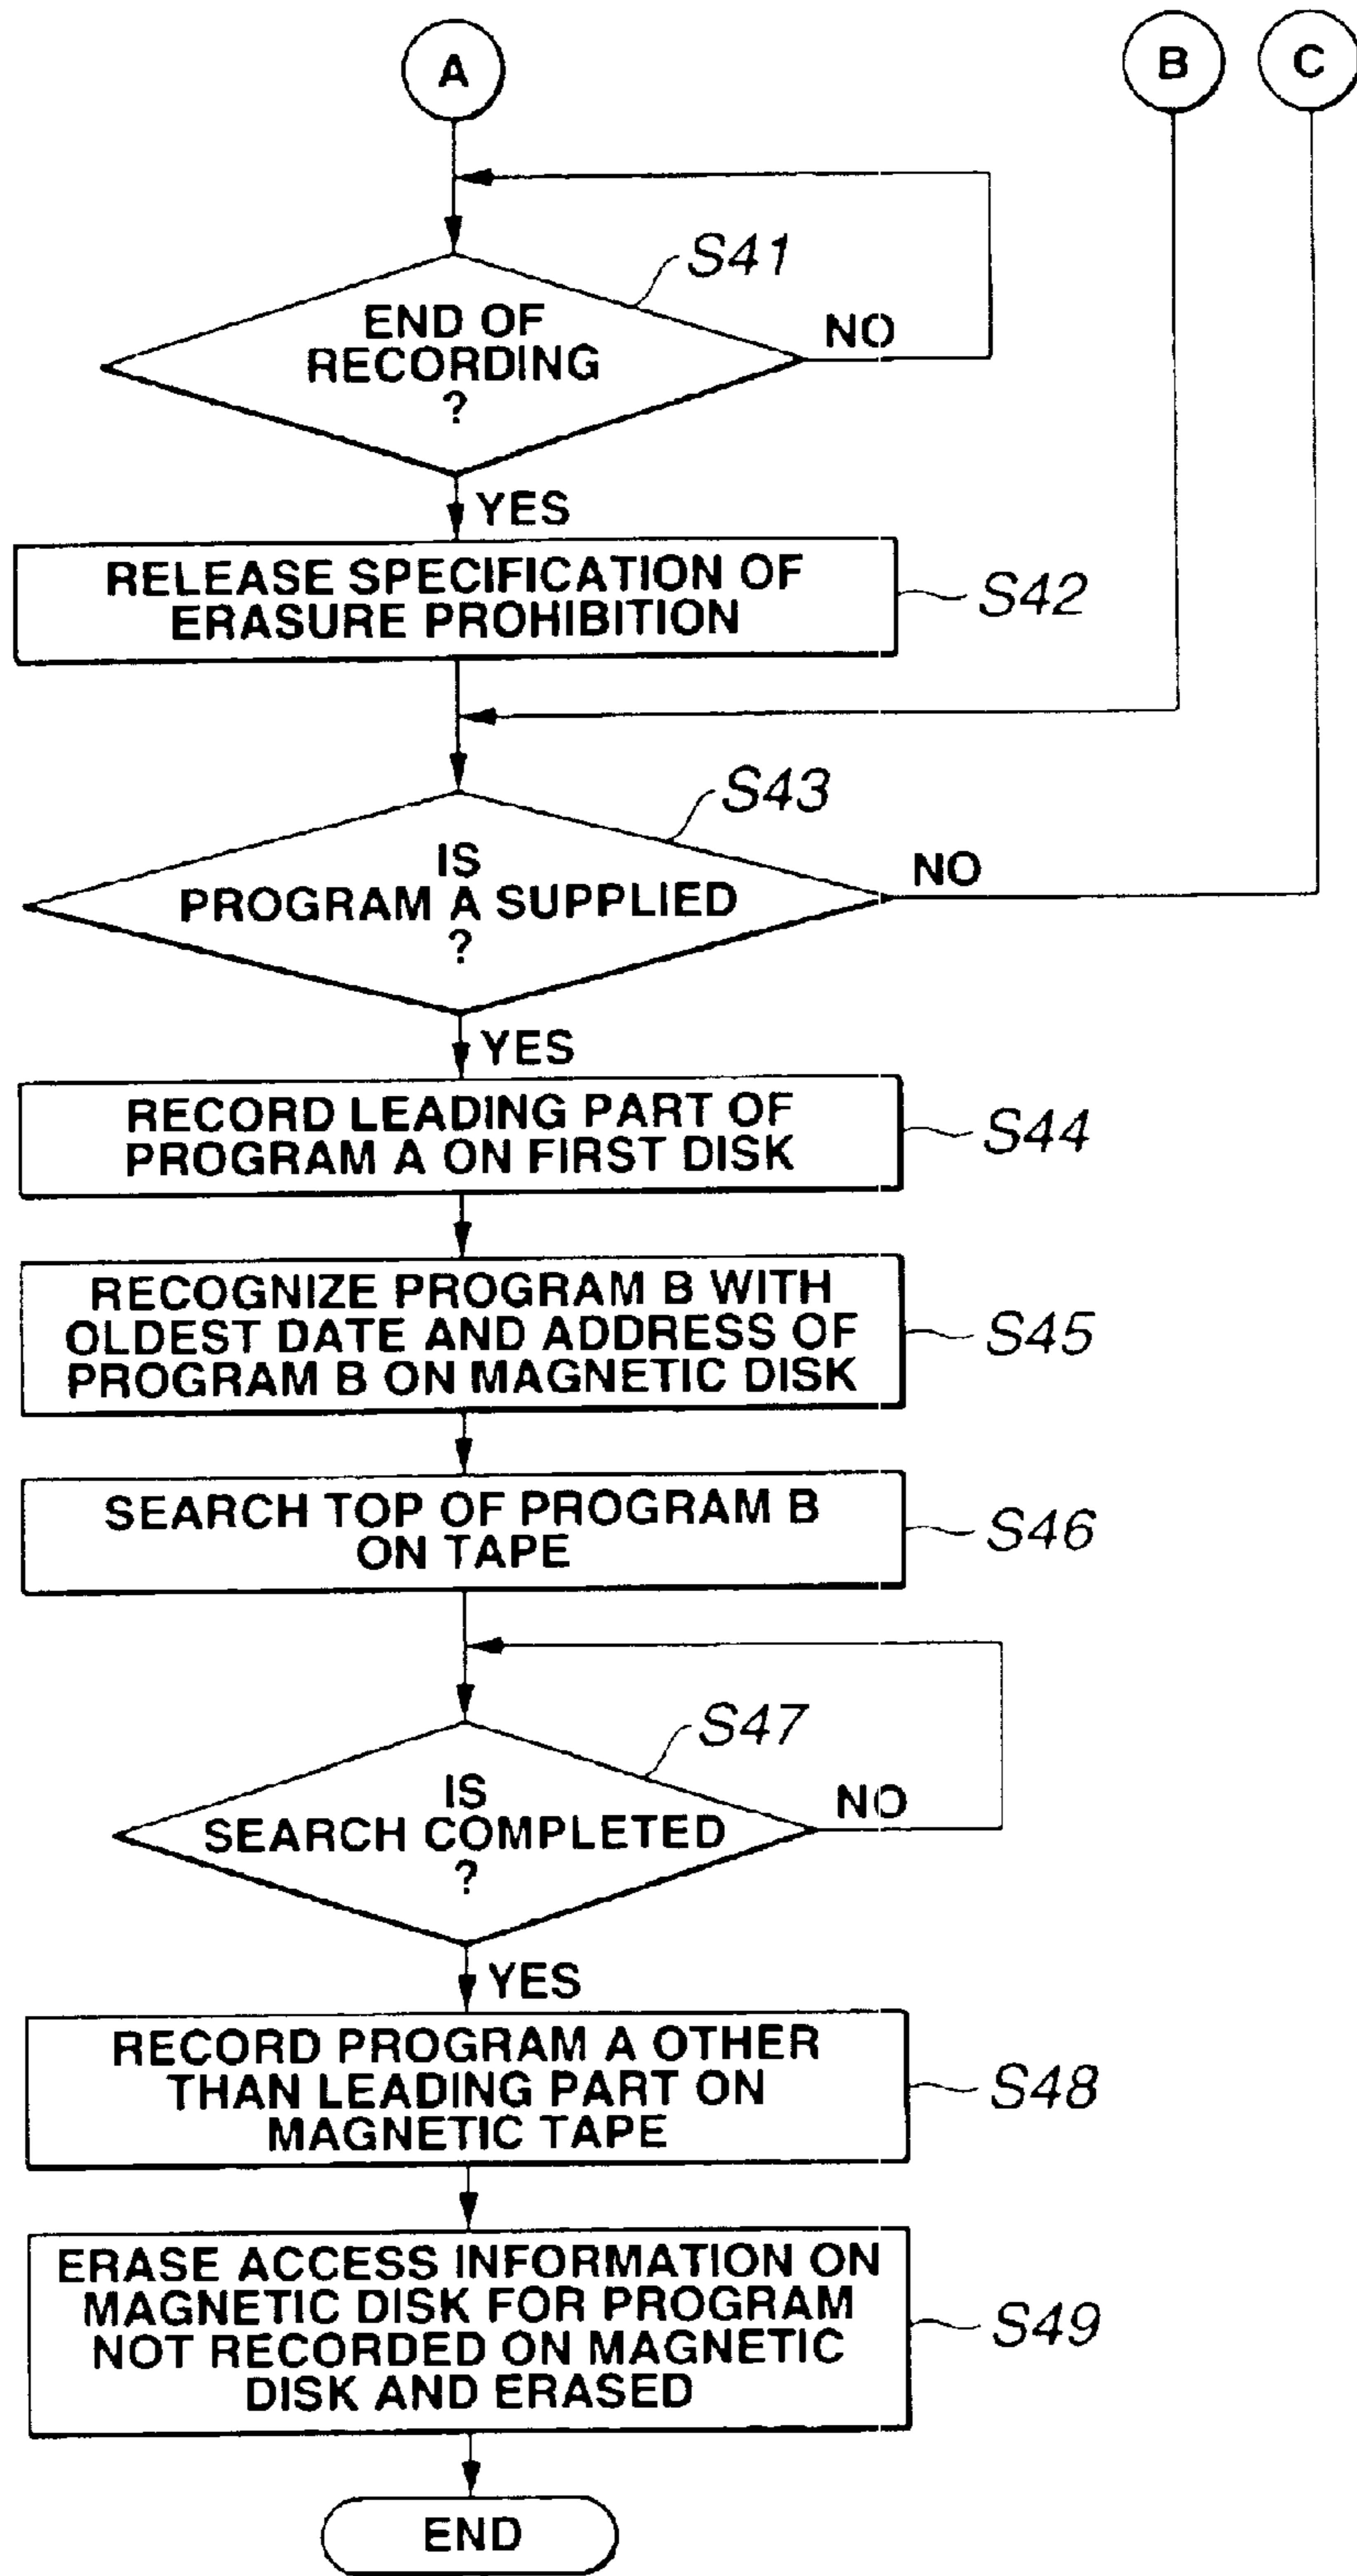 A
B
C
S41
END OF
RECORDING
?
NO
YES
RELEASE SPECIFICATION OF
ERASURE PROHIBITION
S42
S43
IS
PROGRAM A SUPPLIED
?
NO
YES
RECORD LEADING PART OF
PROGRAM A ON FIRST DISK
S44
RECOGNIZE PROGRAM B WITH
OLDEST DATE AND ADDRESS OF
PROGRAM B ON MAGNETIC DISK
S45
SEARCH TOP OF PROGRAM B
ON TAPE
S46
S47
IS
SEARCH COMPLETED
?
NO
YES
RECORD PROGRAM A OTHER
THAN LEADING PART ON
MAGNETIC TAPE
S48
ERASE ACCESS INFORMATION ON
MAGNETIC DISK FOR PROGRAM
NOT RECORDED ON MAGNETIC
DISK AND ERASED
S49
END